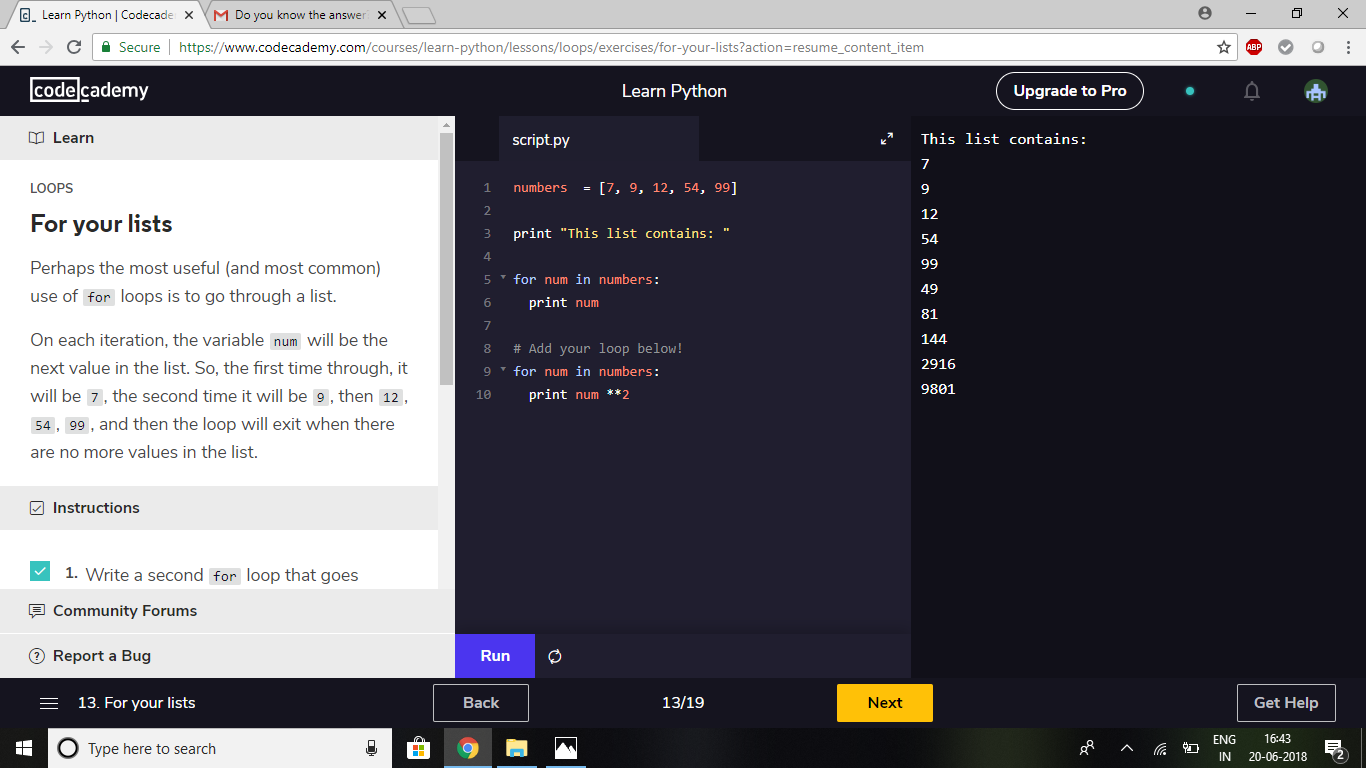 Learn Python | Codecade
Do you know the answer
Secure
https://www.codecademy.com/courses/learn-python/lessons/loops/exercises/for-your-lists?action=resume_content_item
ABP
codecademy
Learn Python
Upgrade to Pro
Learn
LOOPS
For your lists
Perhaps the most useful (and most common)
use of for loops is to go through a list.
On each iteration, the variable num will be the
next value in the list. So, the first time through, it
will be 7, the second time it will be 9, then 12,
54, 99, and then the loop will exit when there
are no more values in the list.
Instructions
1. Write a second for loop that goes
Community Forums
Report a Bug
script.py
1 numbers  = [7, 9, 12, 54, 99]
2
3 print "This list contains: "
4
5 for num in numbers:
6   print num
7
8 # Add your loop below!
9 for num in numbers:
10   print num **2
Run
This list contains:
7
9
12
54
99
49
81
144
2916
9801
13. For your lists
Back
13/19
Next
Get Help
Type here to search
ENG
IN
16:43
20-06-2018
2